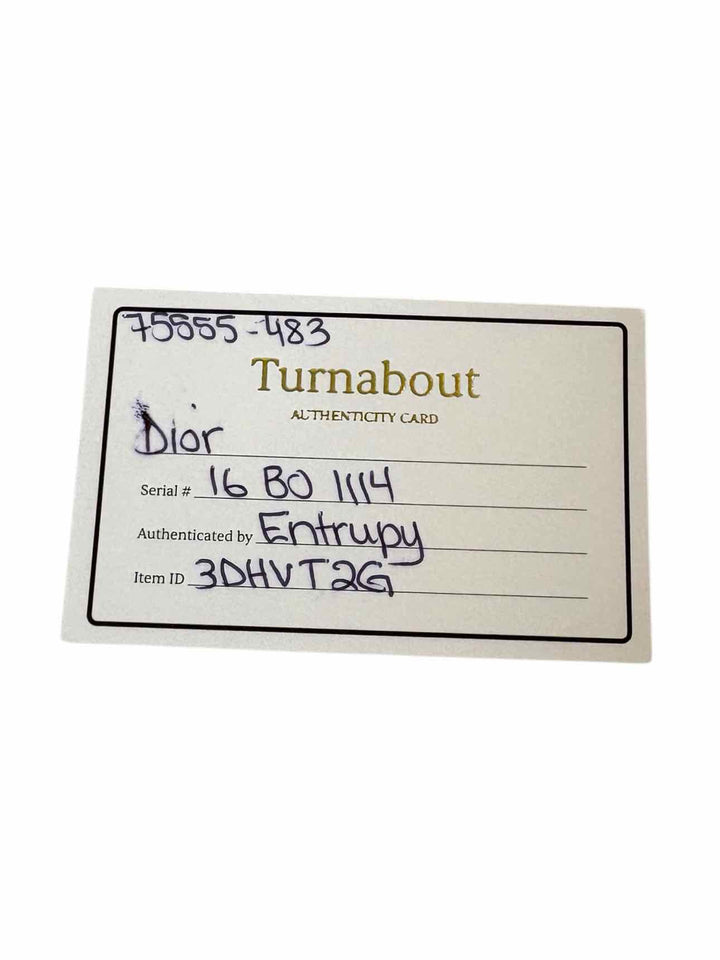 75555-483
Turnabout
AUTHENTICITY CARD
Dior
Serial # 16 BO 1114
Authenticated by Entrupy
Item ID 3DHVT2G